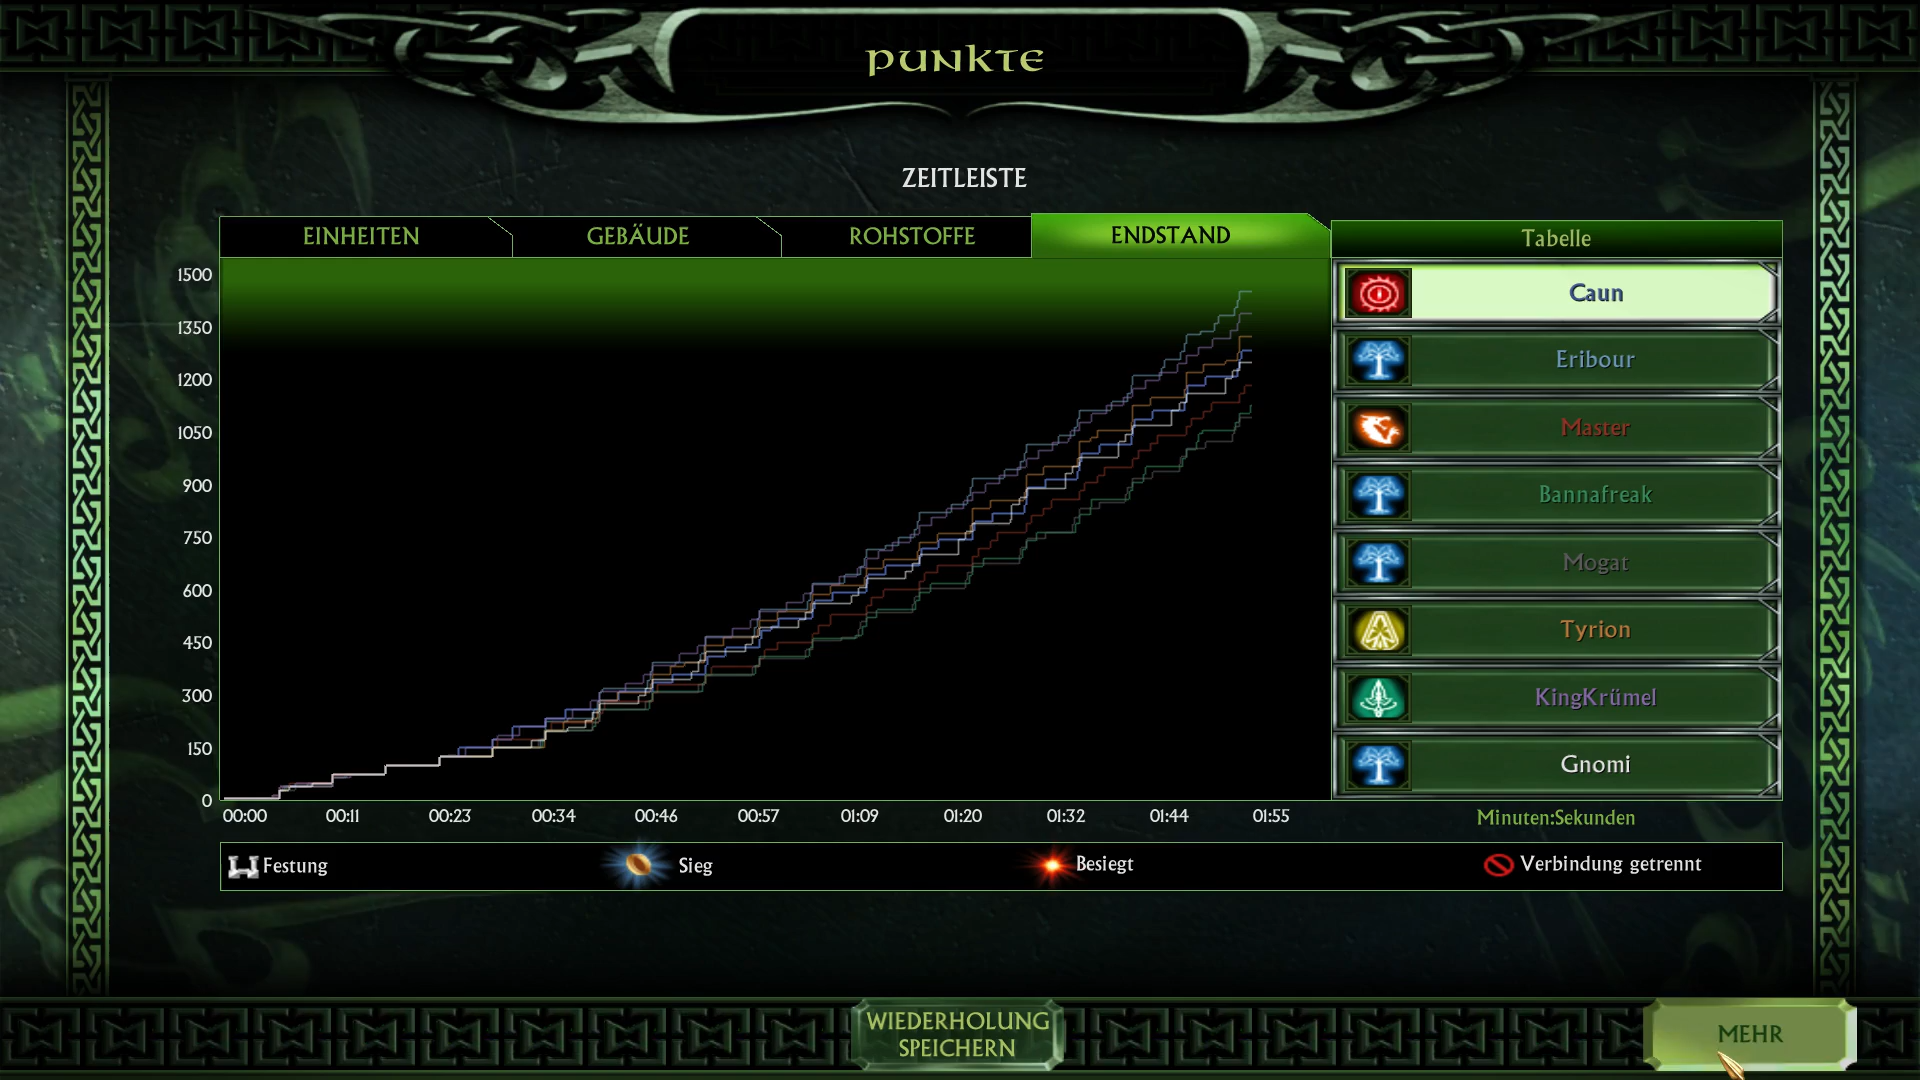 PUNKTE
ZEITLEISTE
EINHEITEN GEBÄUDE ROHSTOFFE ENDSTAND Tabelle
1500
1350
1200
1050
900
750
600
450
300
150
0
00:00 00:11 00:23 00:34 00:46 00:57 01:09 01:20 01:32 01:44 01:55
Caun
Eribour
Master
Bannafreak
Mogat
Tyrion
KingKrümel
Gnomi
Minuten:Sekunden
Festung Sieg Besiegt Verbindung getrennt
WIEDERHOLUNG
SPEICHERN
MEHR